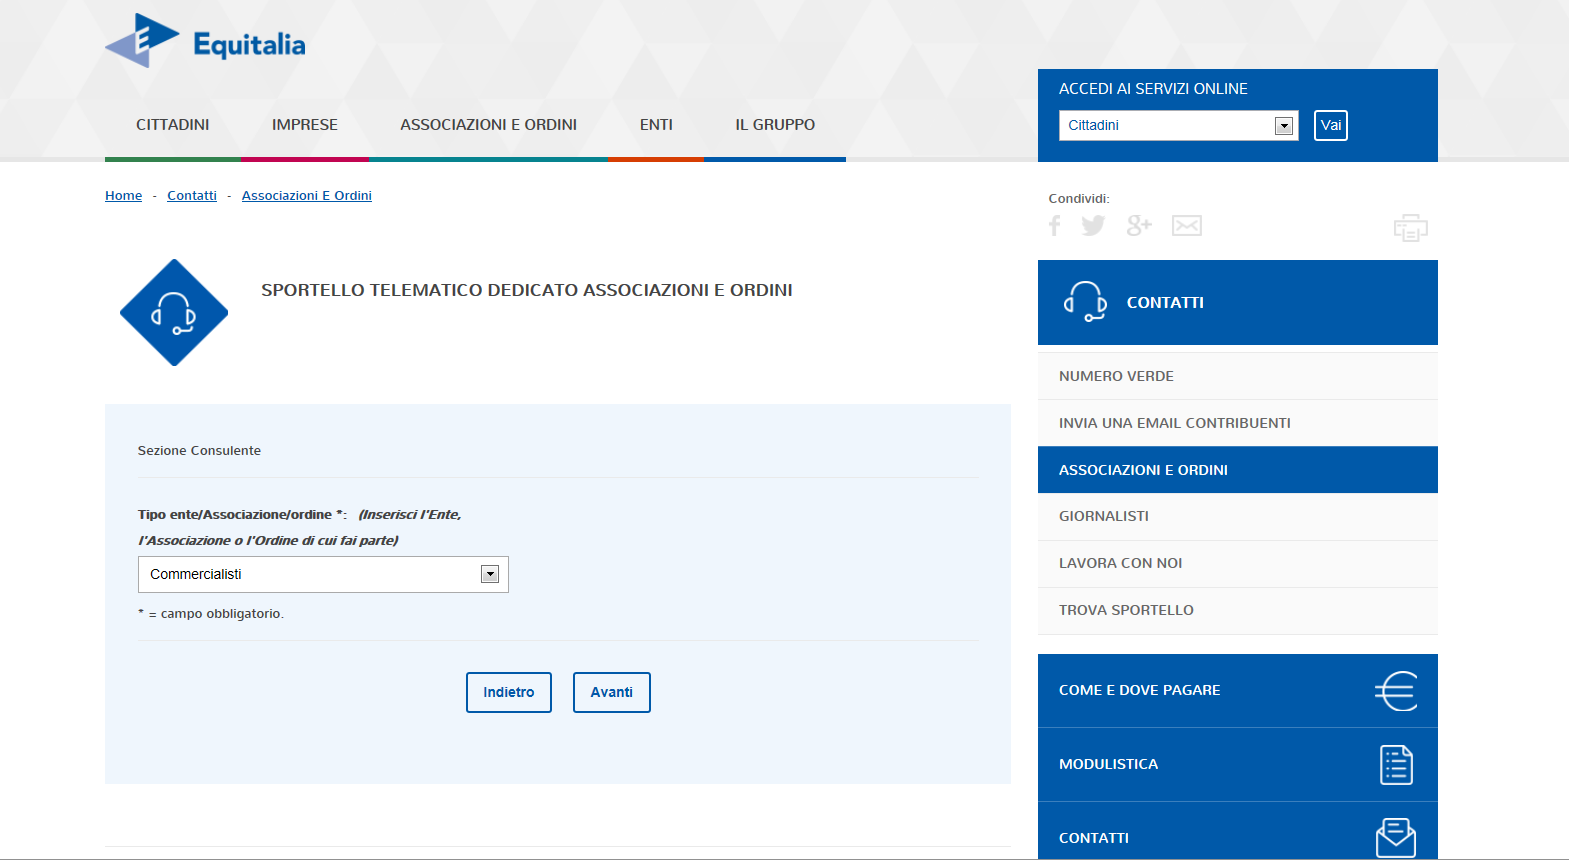 Equitalia
CITTADINI
IMPRESE
ASSOCIAZIONI E ORDINI
ENTI
IL GRUPPO
ACCEDI AI SERVIZI ONLINE
Cittadini
Vai
Home - Contatti - Associazioni E Ordini
Condividi:
SPORTELLO TELEMATICO DEDICATO ASSOCIAZIONI E ORDINI
Sezione Consulente
Tipo ente/Associazione/ordine *: (Inserisci l'Ente,
l'Associazione o l'Ordine di cui fai parte)
Commercialisti
* = campo obbligatorio.
Indietro
Avanti
CONTATTI
NUMERO VERDE
INVIA UNA EMAIL CONTRIBUENTI
ASSOCIAZIONI E ORDINI
GIORNALISTI
LAVORA CON NOI
TROVA SPORTELLO
COME E DOVE PAGARE
MODULISTICA
CONTATTI